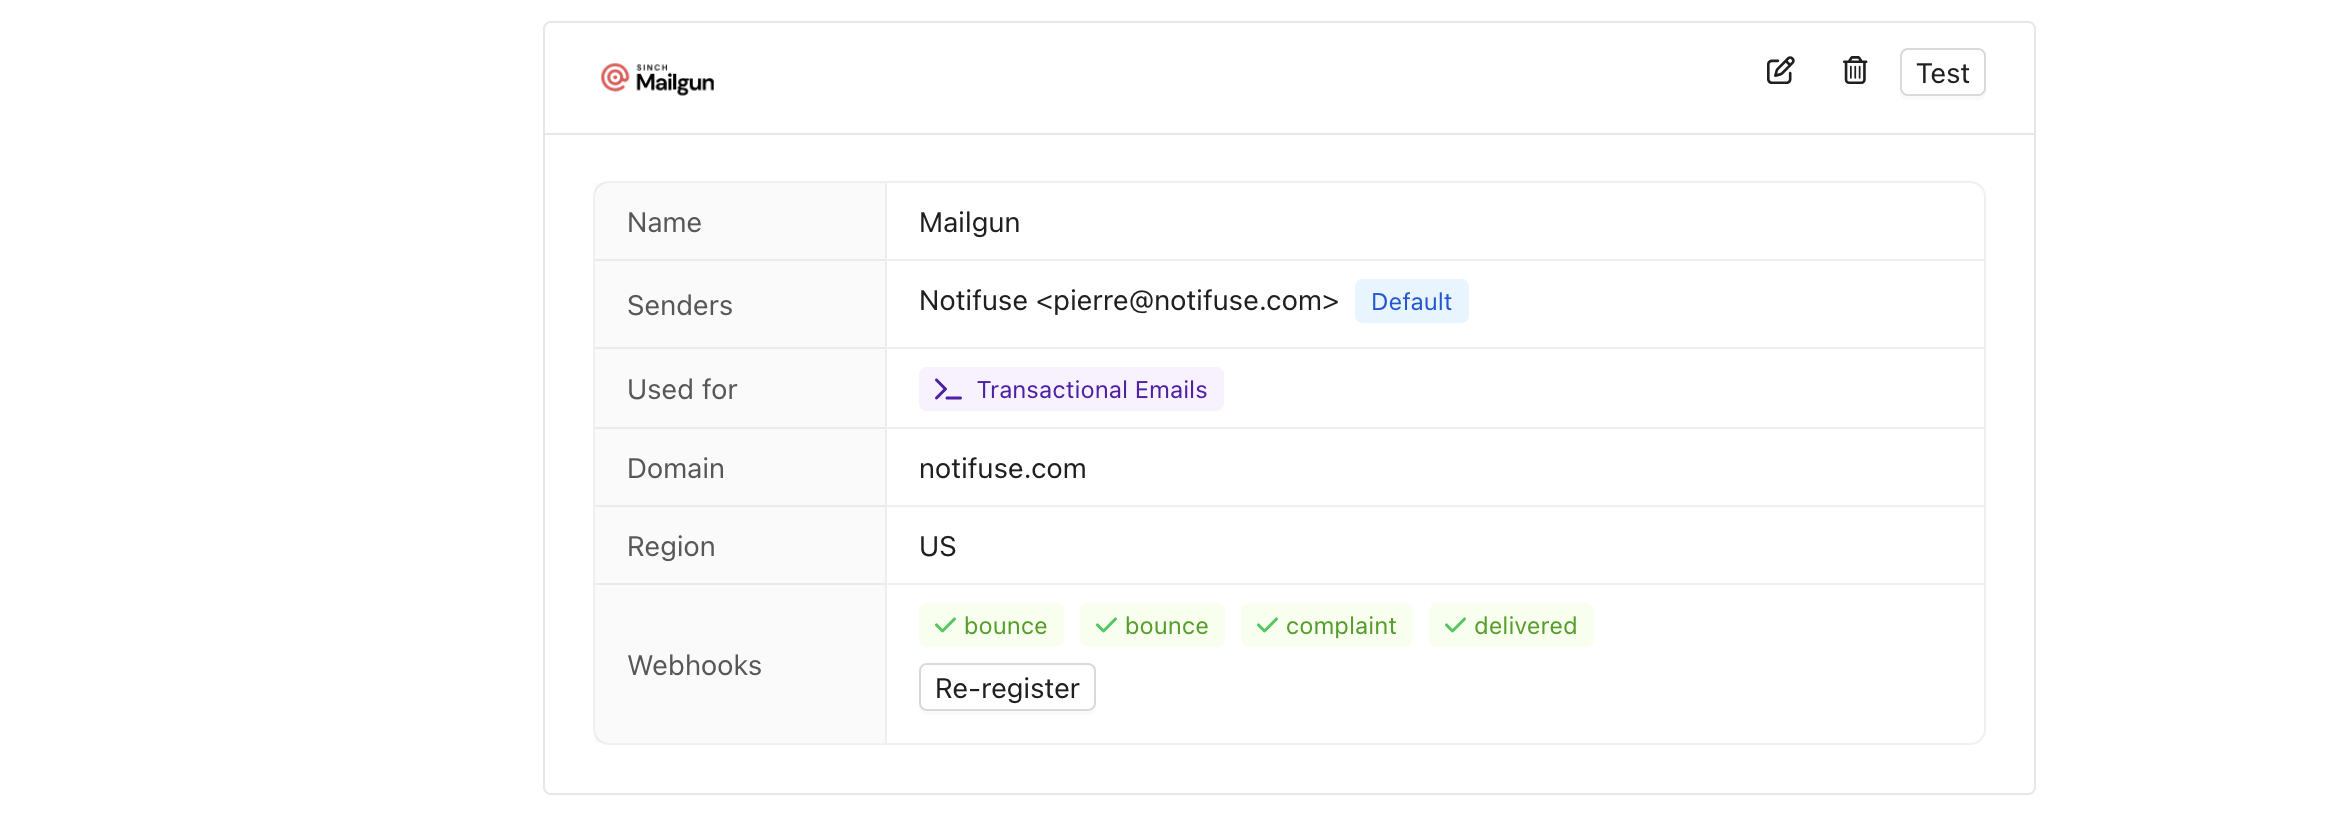 SINCH
Mailgun
Test
Name
Mailgun
Senders
Notifuse <pierre@notifuse.com> Default
Used for
Transactional Emails
Domain
notifuse.com
Region
US
Webhooks
bounce bounce complaint delivered
Re-register